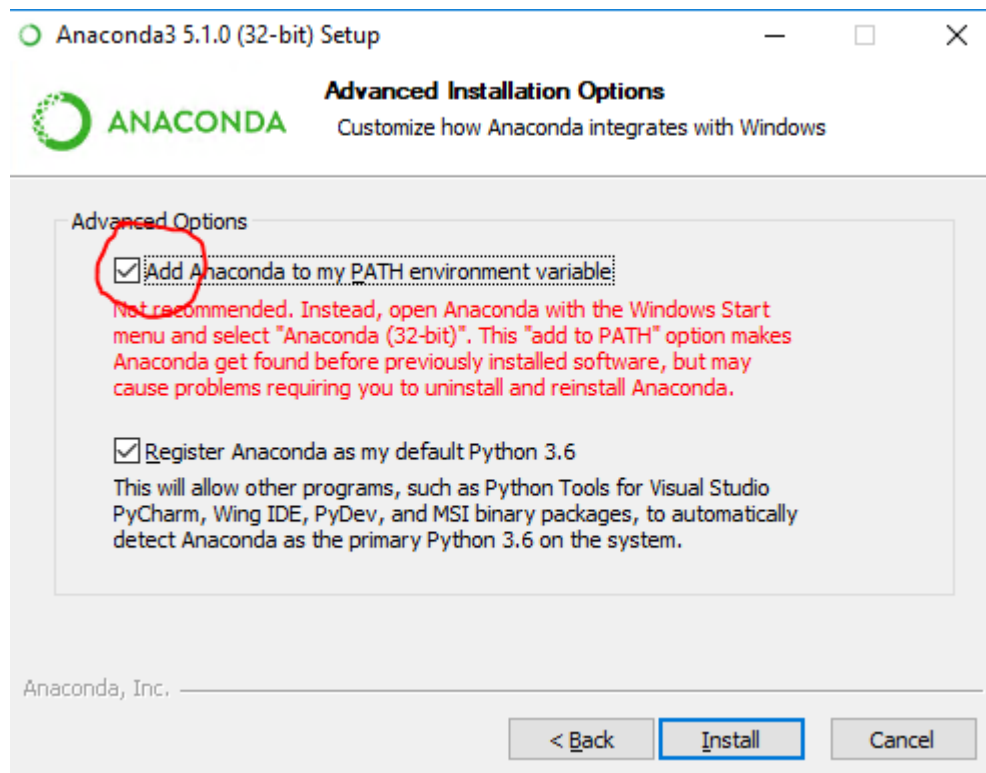 Anaconda3 5.1.0 (32-bit) Setup
ANACONDA
Advanced Installation Options
Customize how Anaconda integrates with Windows
Advanced Options
Add Anaconda to my PATH environment variable
Not recommended. Instead, open Anaconda with the Windows Start
menu and select "Anaconda (32-bit)". This "add to PATH" option makes
Anaconda get found before previously installed software, but may
cause problems requiring you to uninstall and reinstall Anaconda.
Register Anaconda as my default Python 3.6
This will allow other programs, such as Python Tools for Visual Studio
PyCharm, Wing IDE, PyDev, and MSI binary packages, to automatically
detect Anaconda as the primary Python 3.6 on the system.
Anaconda, Inc.
< Back
Install
Cancel